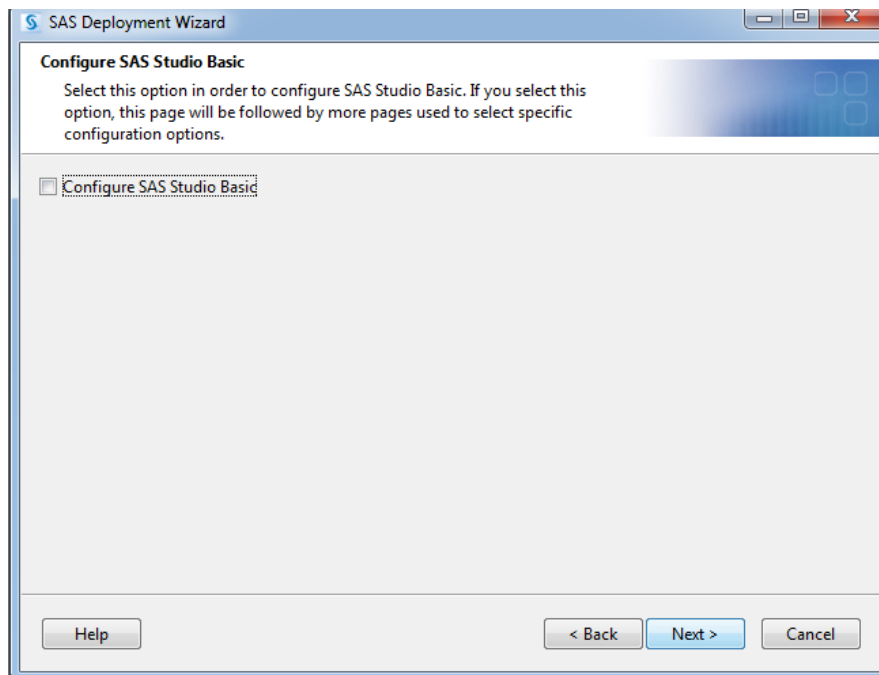 SAS Deployment Wizard
Configure SAS Studio Basic
Select this option in order to configure SAS Studio Basic. If you select this
option, this page will be followed by more pages used to select specific
configuration options.
Configure SAS Studio Basic
Help
< Back
Next >
Cancel